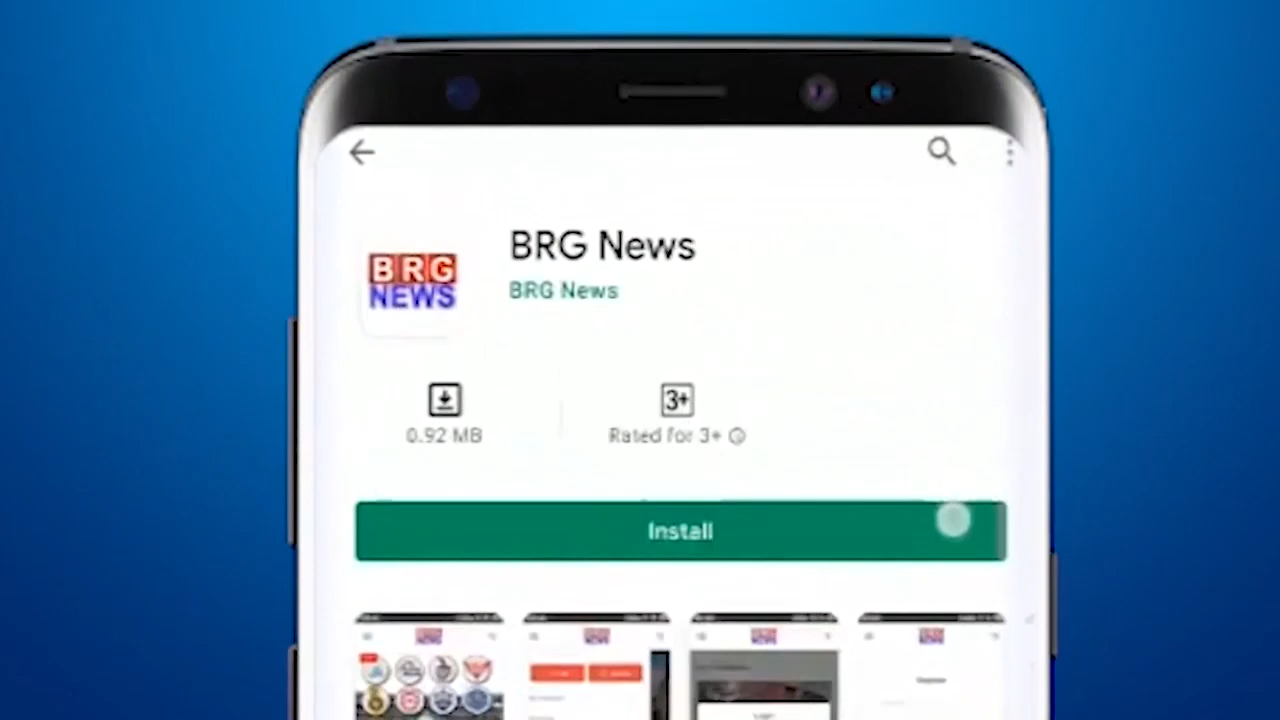 BRG
NEWS
BRG News
BRG News
3+
0.92 MB
Rated for 3+
Install